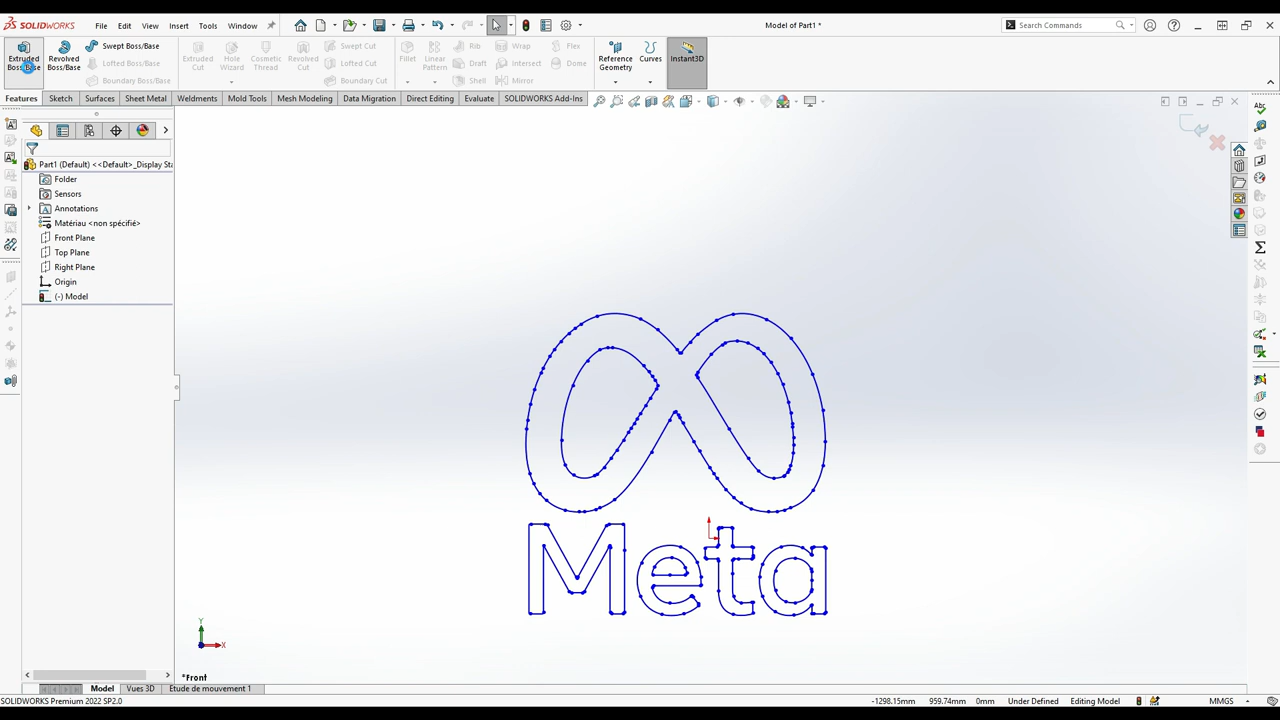 SOLIDWORKS File Edit View Insert Tools Window Model of Part1 * Search Commands
Extruded Boss/Base
Revolved Boss/Base
Swept Boss/Base
Lofted Boss/Base
Boundary Boss/Base
Extruded Cut
Hole Wizard
Cosmetic Thread
Revolved Cut
Swept Cut
Lofted Cut
Boundary Cut
Fillet
Linear Pattern
Rib
Draft
Shell
Wrap
Intersect
Mirror
Flex
Dome
Reference Geometry
Curves
Instant3D
Features Sketch Surfaces Sheet Metal Weldments Mold Tools Mesh Modeling Data Migration Direct Editing Evaluate SOLIDWORKS Add-Ins
Part1 (Default) <<Default>_Display Sta
Folder
Sensors
Annotations
Matériau <non spécifié>
Front Plane
Top Plane
Right Plane
Origin
(-) Model
Meta
Y
X
*Front
Model Vues 3D Etude de mouvement 1
SOLIDWORKS Premium 2022 SP2.0 -1298.15mm 959.74mm 0mm Under Defined Editing Model MMGS